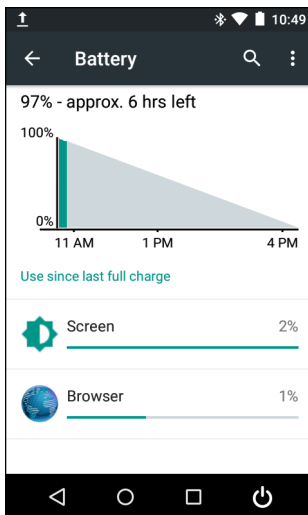 10:49
Battery
97% - approx. 6 hrs left
100%
0%
11 AM 1 PM 4 PM
Use since last full charge
Screen 2%
Browser 1%